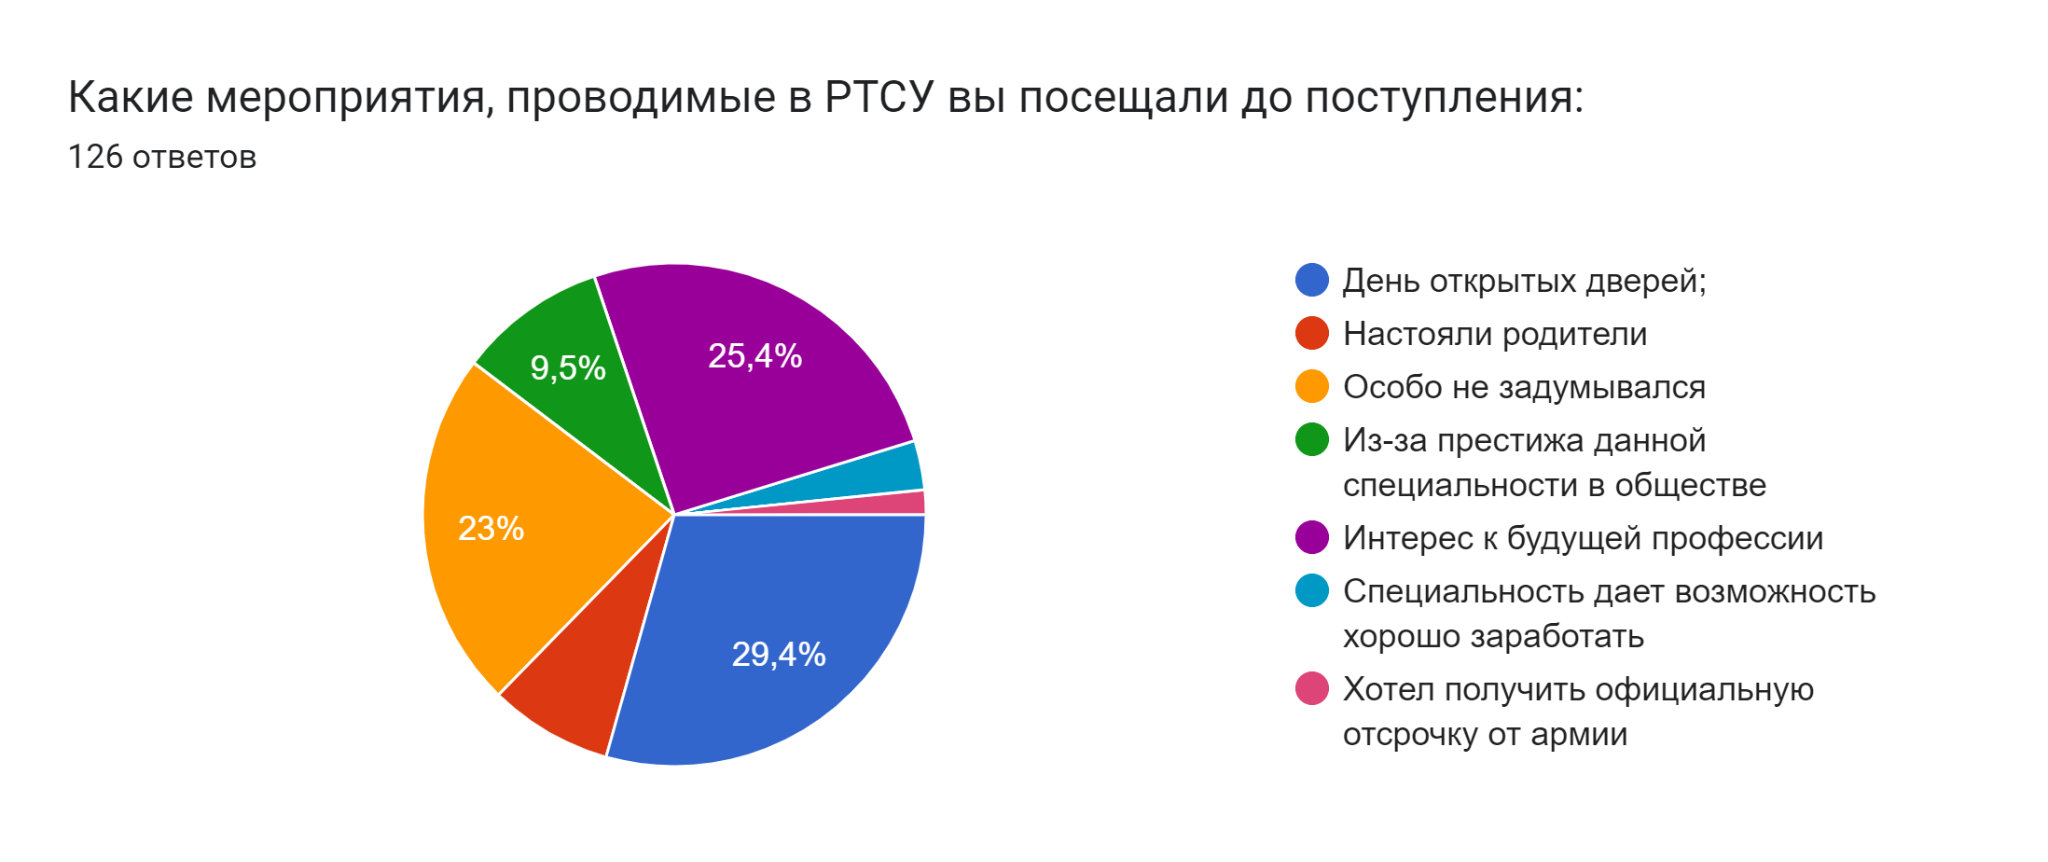 Какие мероприятия, проводимые в РТСУ вы посещали до поступления:
126 ответов
25,4%
9,5%
23%
29,4%
День открытых дверей;
Настояли родители
Особо не задумывался
Из-за престижа данной
специальности в обществе
Интерес к будущей профессии
Специальность дает возможность
хорошо заработать
Хотел получить официальную
отсрочку от армии